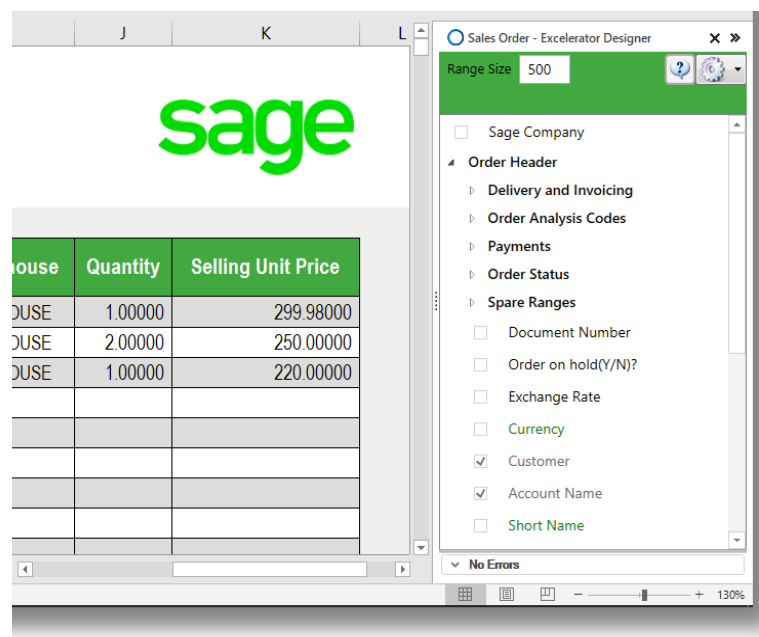 J K L
Sales Order - Excelerator Designer
Range Size 500
sage
Sage Company
Order Header
Delivery and Invoicing
Order Analysis Codes
Payments
Order Status
Spare Ranges
Document Number
Order on hold(Y/N)?
Exchange Rate
Currency
Customer
Account Name
Short Name
ouse Quantity Selling Unit Price
OUSE 1.00000 299.98000
OUSE 2.00000 250.00000
OUSE 1.00000 220.00000
No Errors
130%